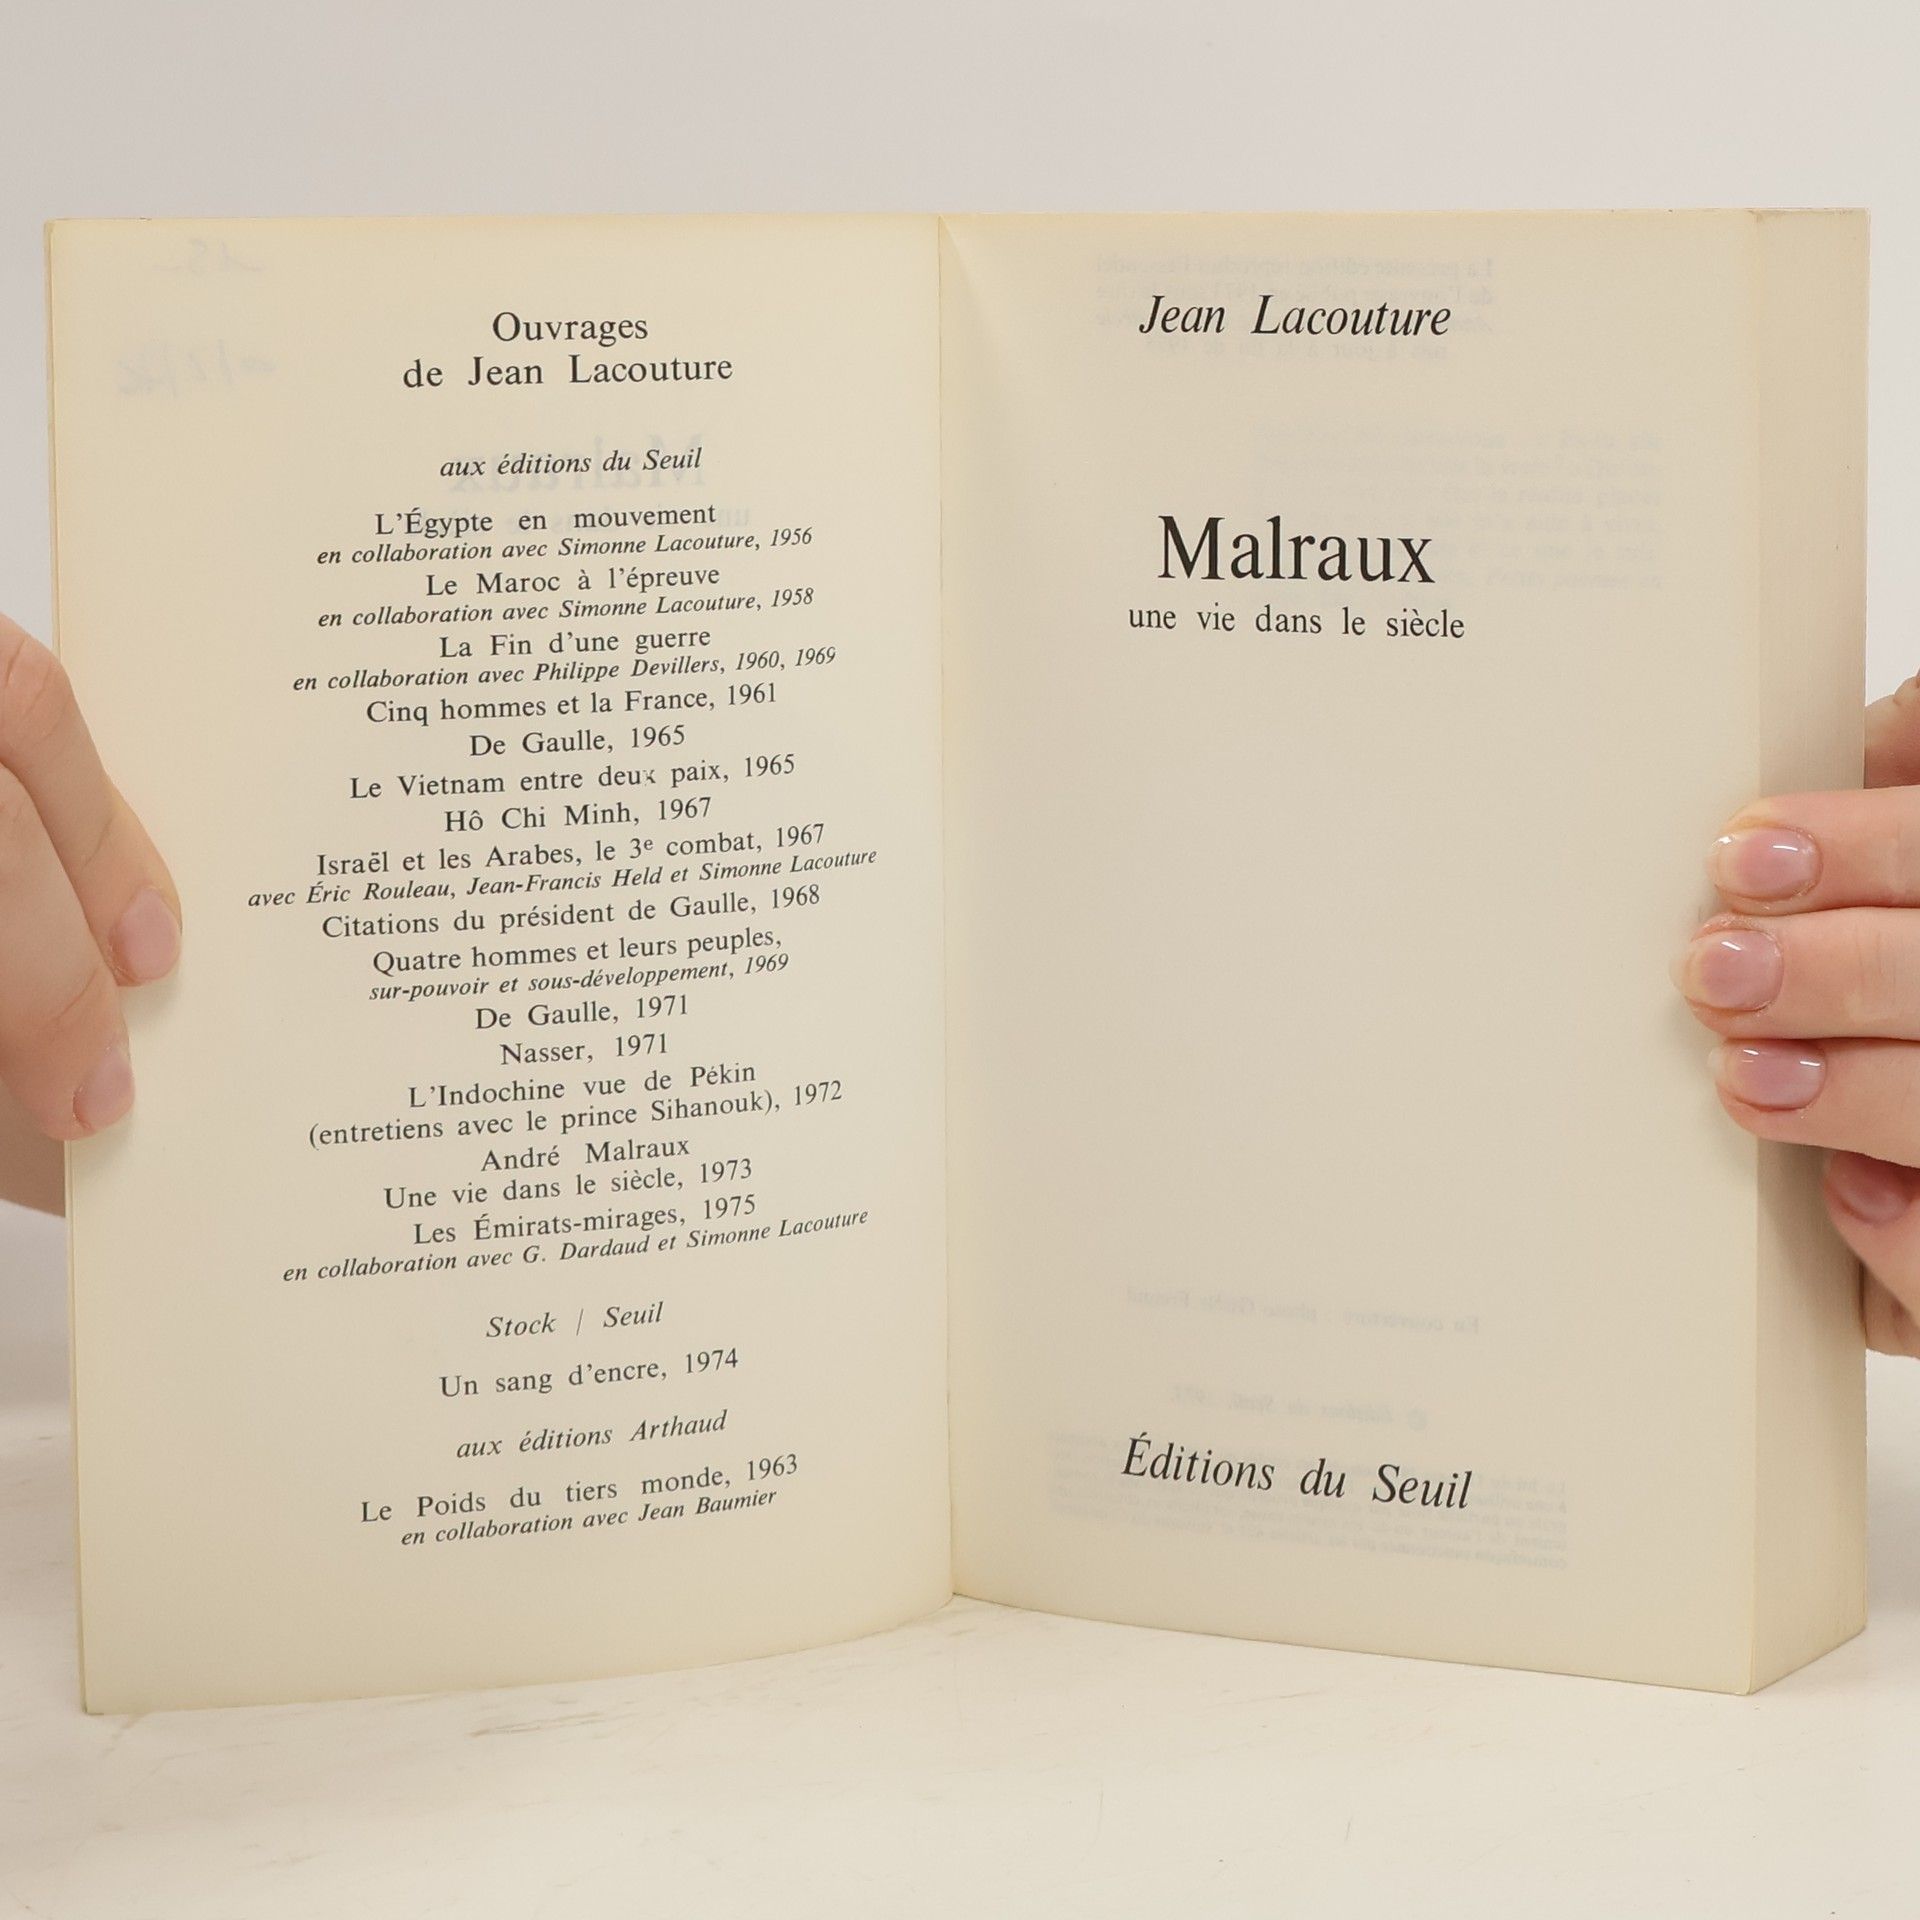 Ouvrages
de Jean Lacouture
aux éditions du Seuil
L'Égypte en mouvement
en collaboration avec Simonne Lacouture, 1956
Le Maroc à l'épreuve
en collaboration avec Simonne Lacouture, 1958
La Fin d'une guerre
en collaboration avec Philippe Devillers, 1960, 1969
Cinq hommes et la France, 1961
De Gaulle, 1965
Le Vietnam entre deux paix, 1965
Hô Chi Minh, 1967
Israël et les Arabes, le 3e combat, 1967
avec Éric Rouleau, Jean-Francis Held et Simonne Lacouture
Citations du président de Gaulle, 1968
Quatre hommes et leurs peuples,
sur-pouvoir et sous-développement, 1969
De Gaulle, 1971
Nasser, 1971
L'Indochine vue de Pékin
(entretiens avec le prince Sihanouk), 1972
André Malraux
Une vie dans le siècle, 1973
Les Émirats-mirages, 1975
en collaboration avec G. Dardaud et Simonne Lacouture
Stock / Seuil
Un sang d'encre, 1974
aux éditions Arthaud
Le Poids du tiers monde, 1963
en collaboration avec Jean Baumier
Jean Lacouture
Malraux
une vie dans le siècle
Éditions du Seuil